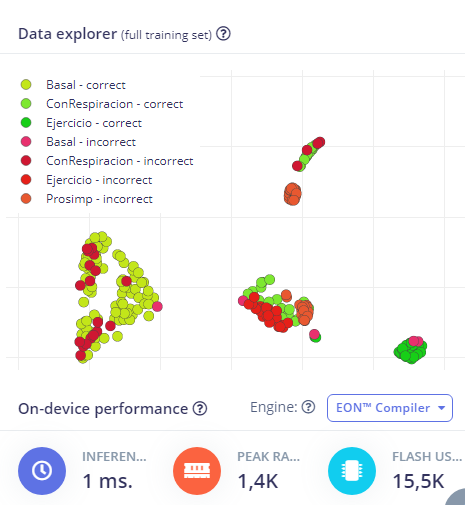 Data explorer (full training set) ?
Basal - correct
ConRespiracion - correct
Ejercicio - correct
Basal - incorrect
ConRespiracion - incorrect
Ejercicio - incorrect
Prosimp - incorrect
On-device performance ? Engine: ? EON™ Compiler
INFEREN... PEAK RA... FLASH US...
1 ms. 1,4K 15,5K